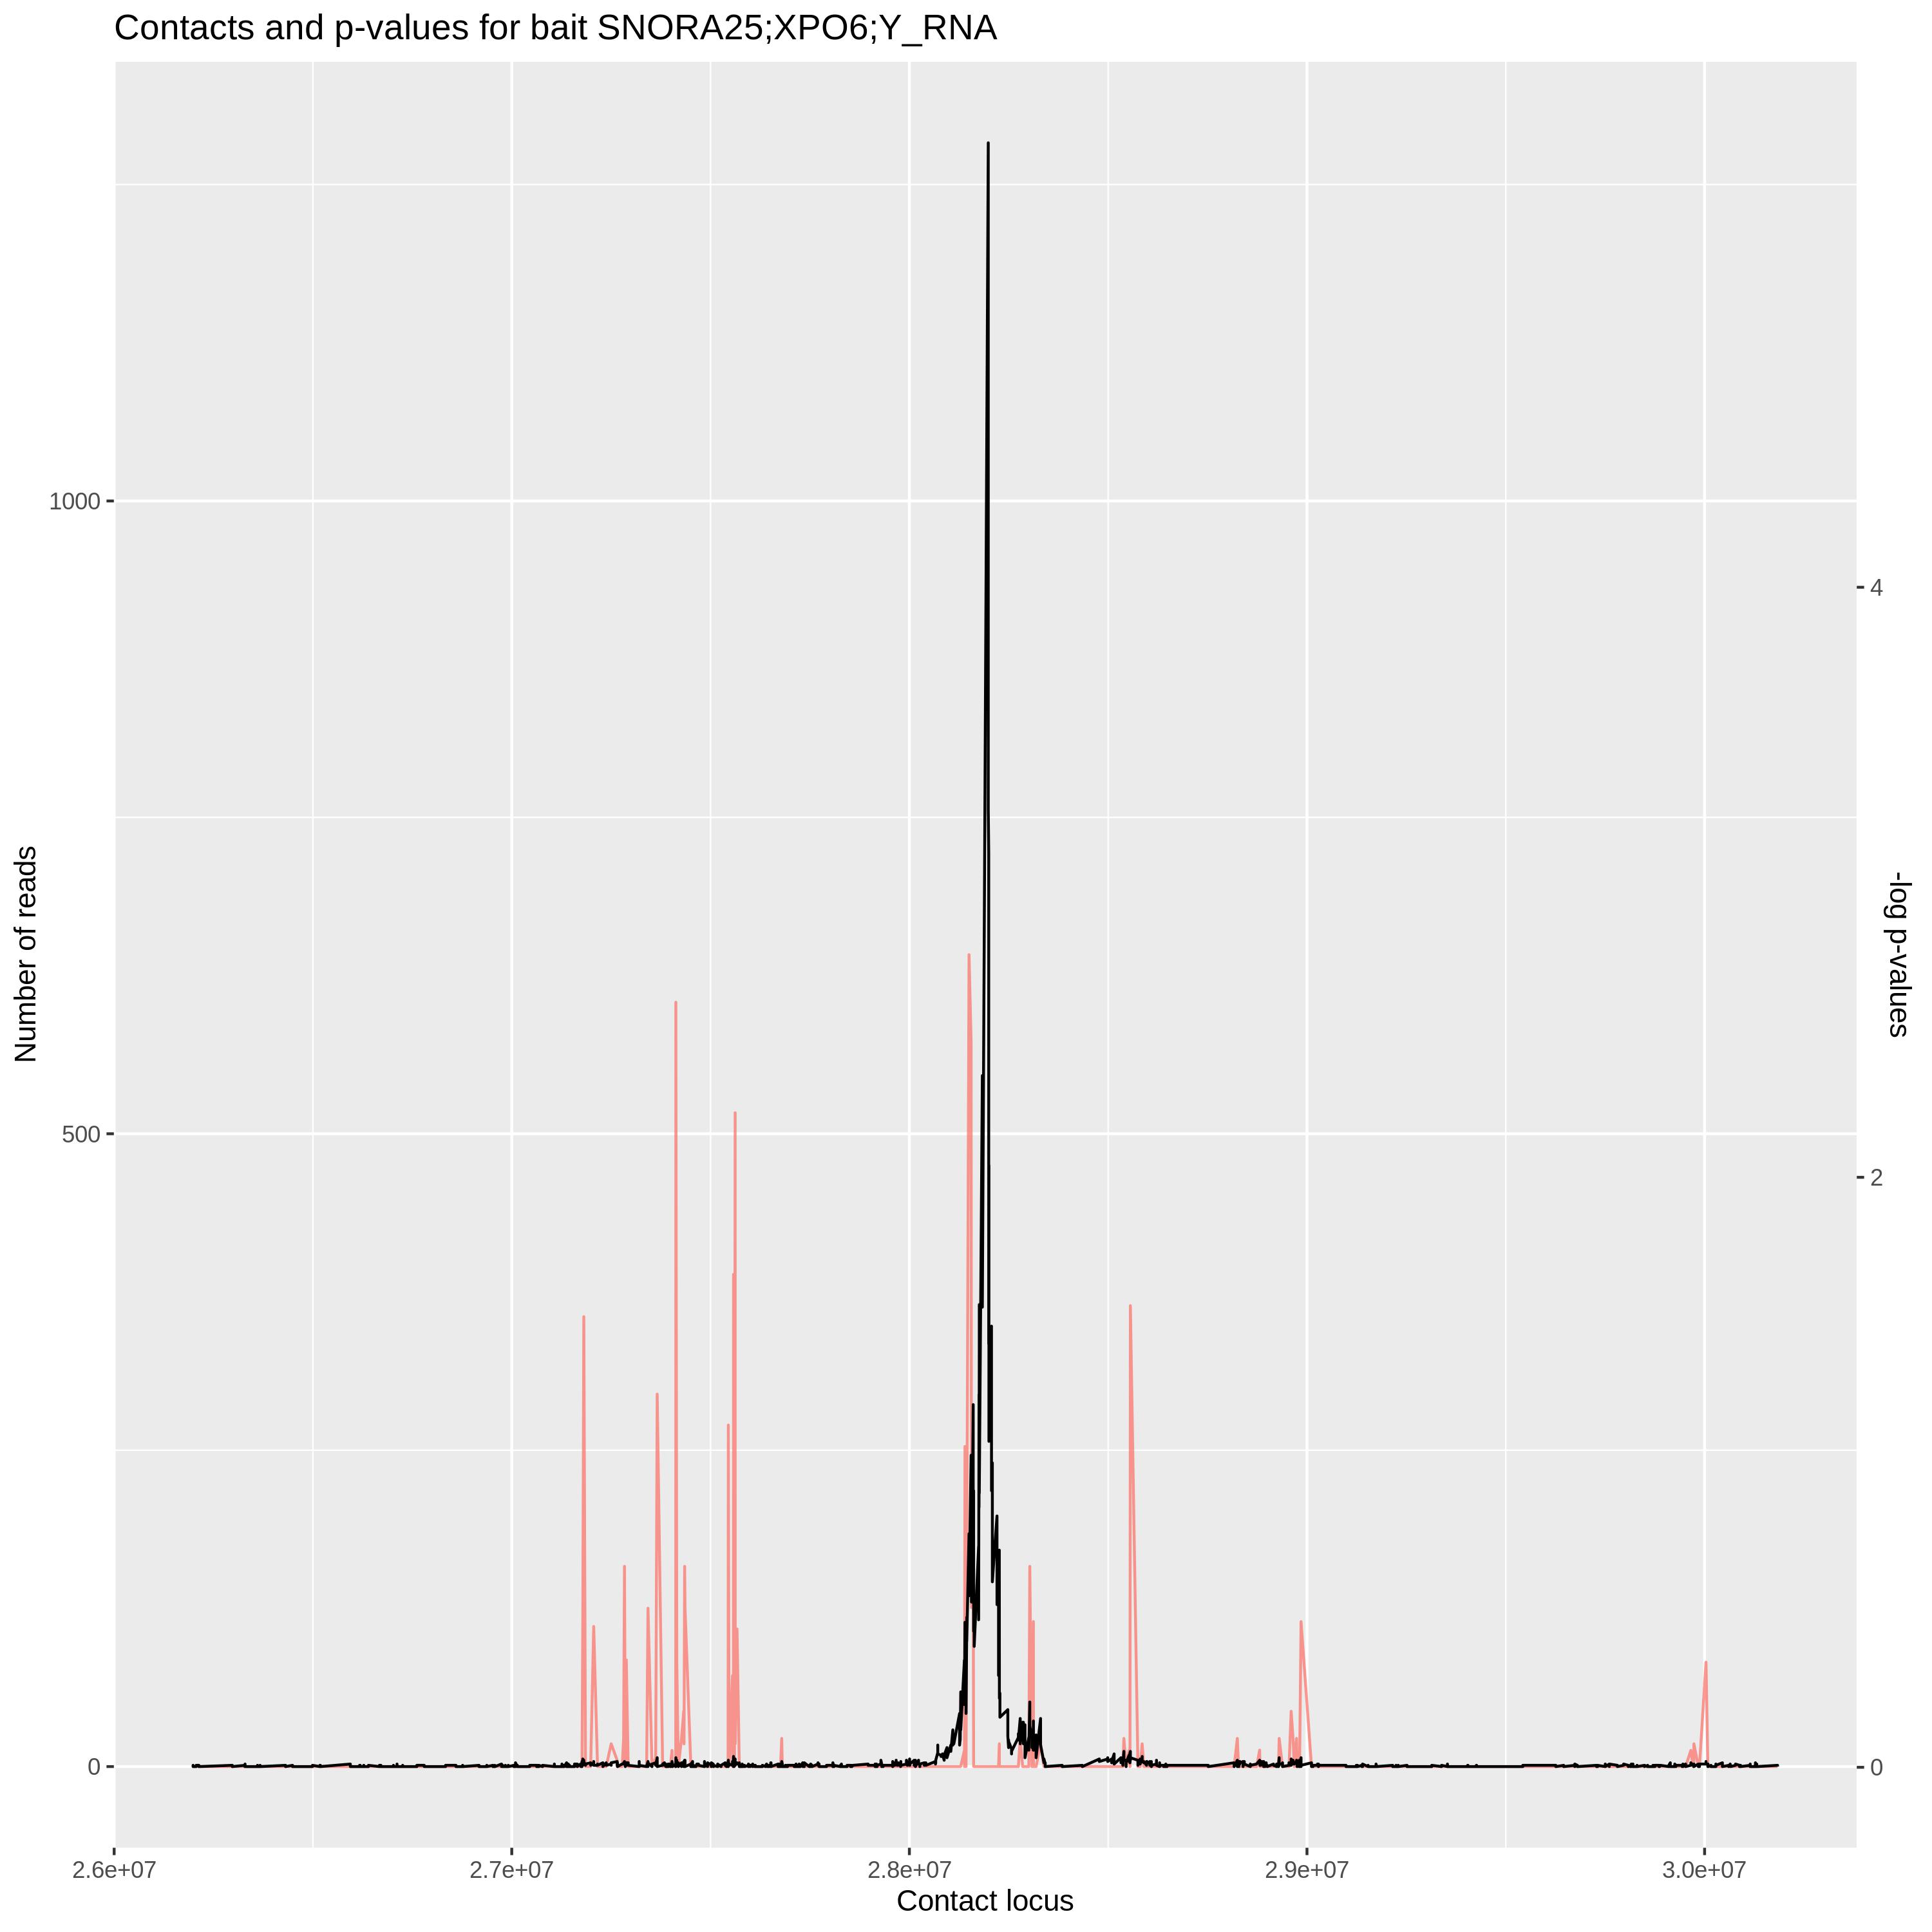 Contacts and p-values for bait SNORA25;XPO6;Y_RNA
1000
500
0
Number of reads
4
2
0
-log p-values
2.6e+07
2.7e+07
2.8e+07
2.9e+07
3.0e+07
Contact locus